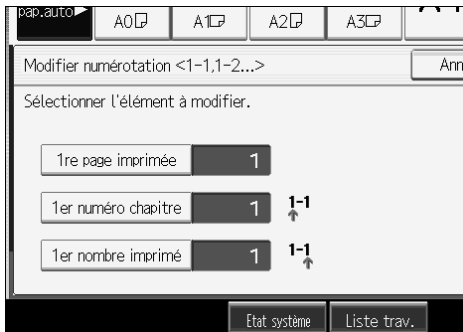 pap.auto▶ A0 A1 A2 A3
Modifier numérotation <1-1,1-2...>
Ann
Sélectionner l'élément à modifier.
1re page imprimée 1
1er numéro chapitre 1 1-1
1er nombre imprimé 1 1-1
Etat système Liste trav.